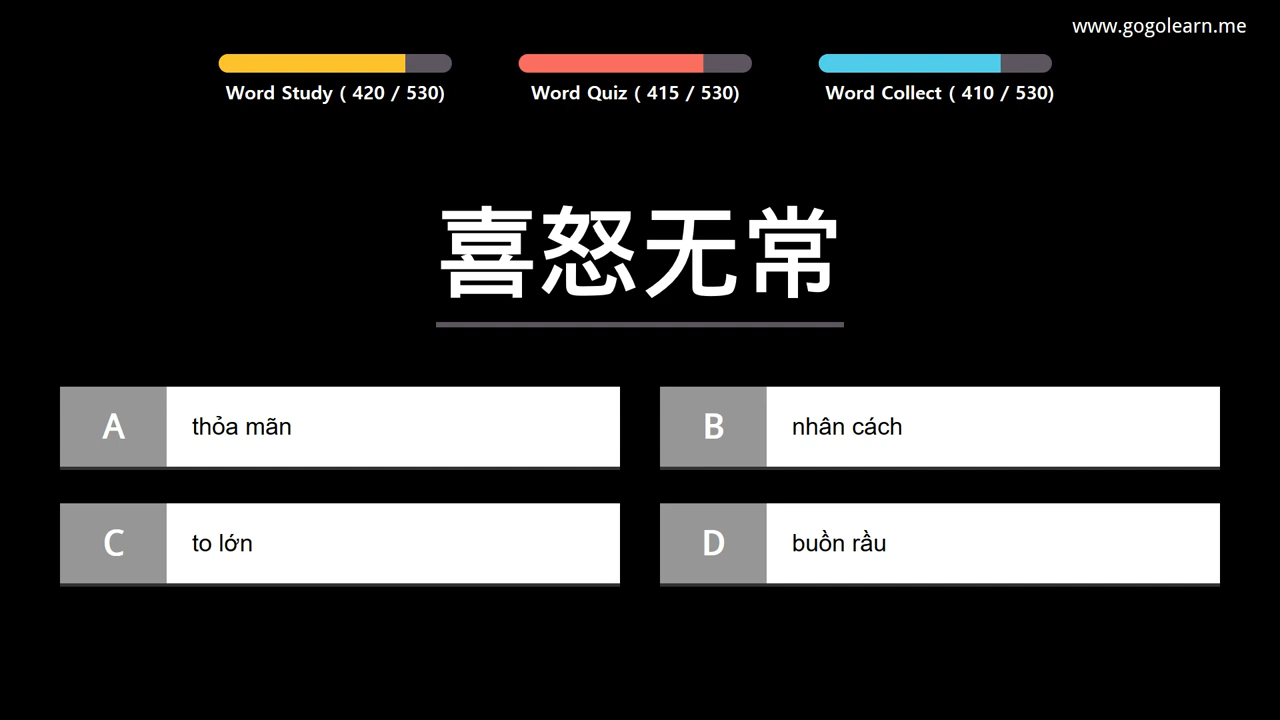 www.gogolearn.me
Word Study ( 420 / 530)
Word Quiz ( 415 / 530)
Word Collect ( 410 / 530)
喜怒无常
A thỏa mãn
B nhân cách
C to lớn
D buồn rầu